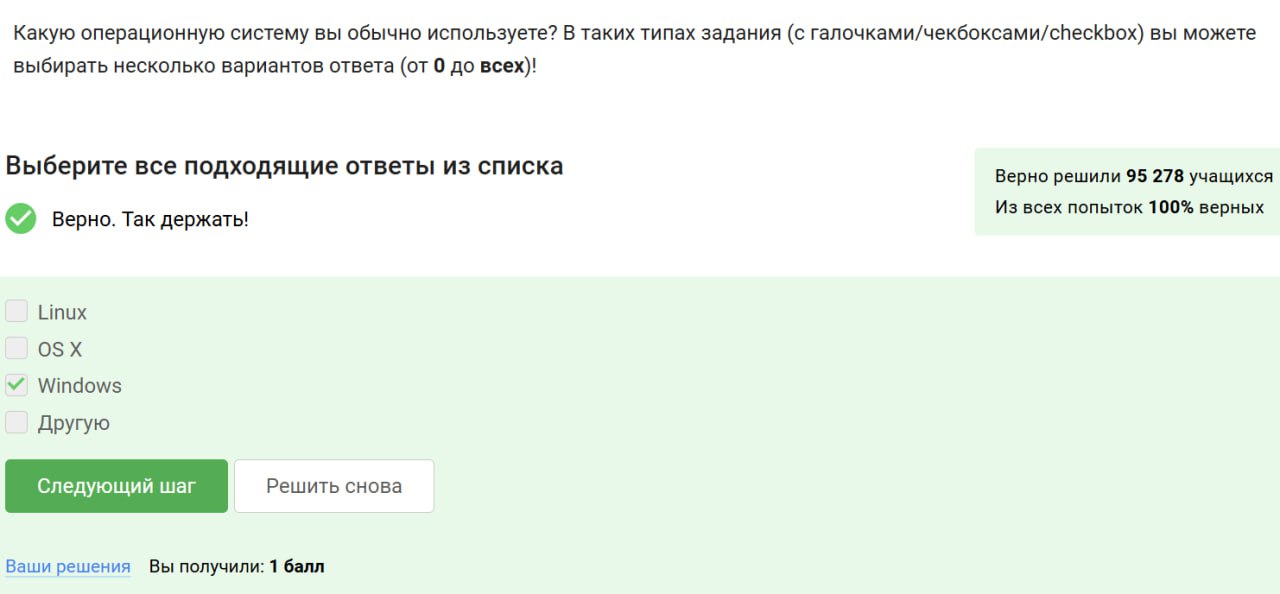 Какую операционную систему вы обычно используете? В таких типах задания (с галочками/чекбоксами/checkbox) вы можете
выбирать несколько вариантов ответа (от 0 до всех)!
Выберите все подходящие ответы из списка
Верно. Так держать!
Верно решили 95 278 учащихся
Из всех попыток 100% верных
Linux
OS X
Windows
Другую
Следующий шаг
Решить снова
Ваши решения Вы получили: 1 балл